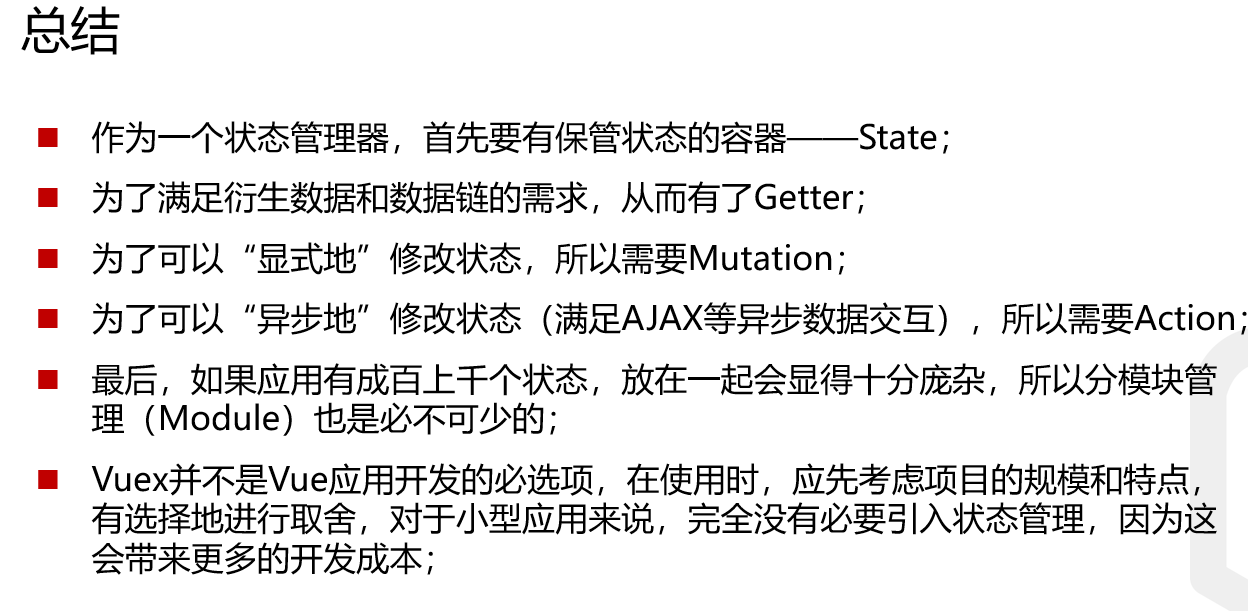 总结
作为一个状态管理器，首先要有保管状态的容器——State；
为了满足衍生数据和数据链的需求，从而有了Getter；
为了可以“显式地”修改状态，所以需要Mutation；
为了可以“异步地”修改状态（满足AJAX等异步数据交互），所以需要Action；
最后，如果应用有成百上千个状态，放在一起会显得十分庞杂，所以分模块管
理（Module）也是必不可少的；
Vuex并不是Vue应用开发的必选项，在使用时，应先考虑项目的规模和特点，
有选择地进行取舍，对于小型应用来说，完全没有必要引入状态管理，因为这
会带来更多的开发成本；